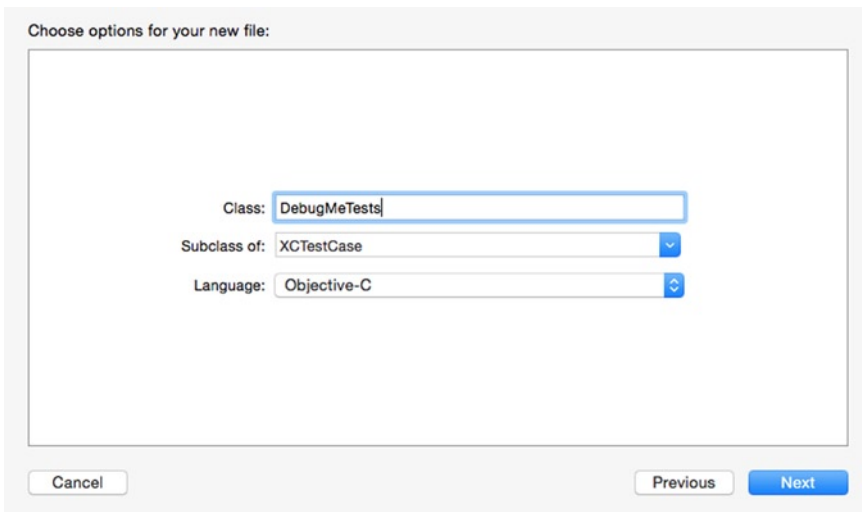 Choose options for your new file:
Class: DebugMeTests
Subclass of: XCTestCase
Language: Objective-C
Cancel Previous Next